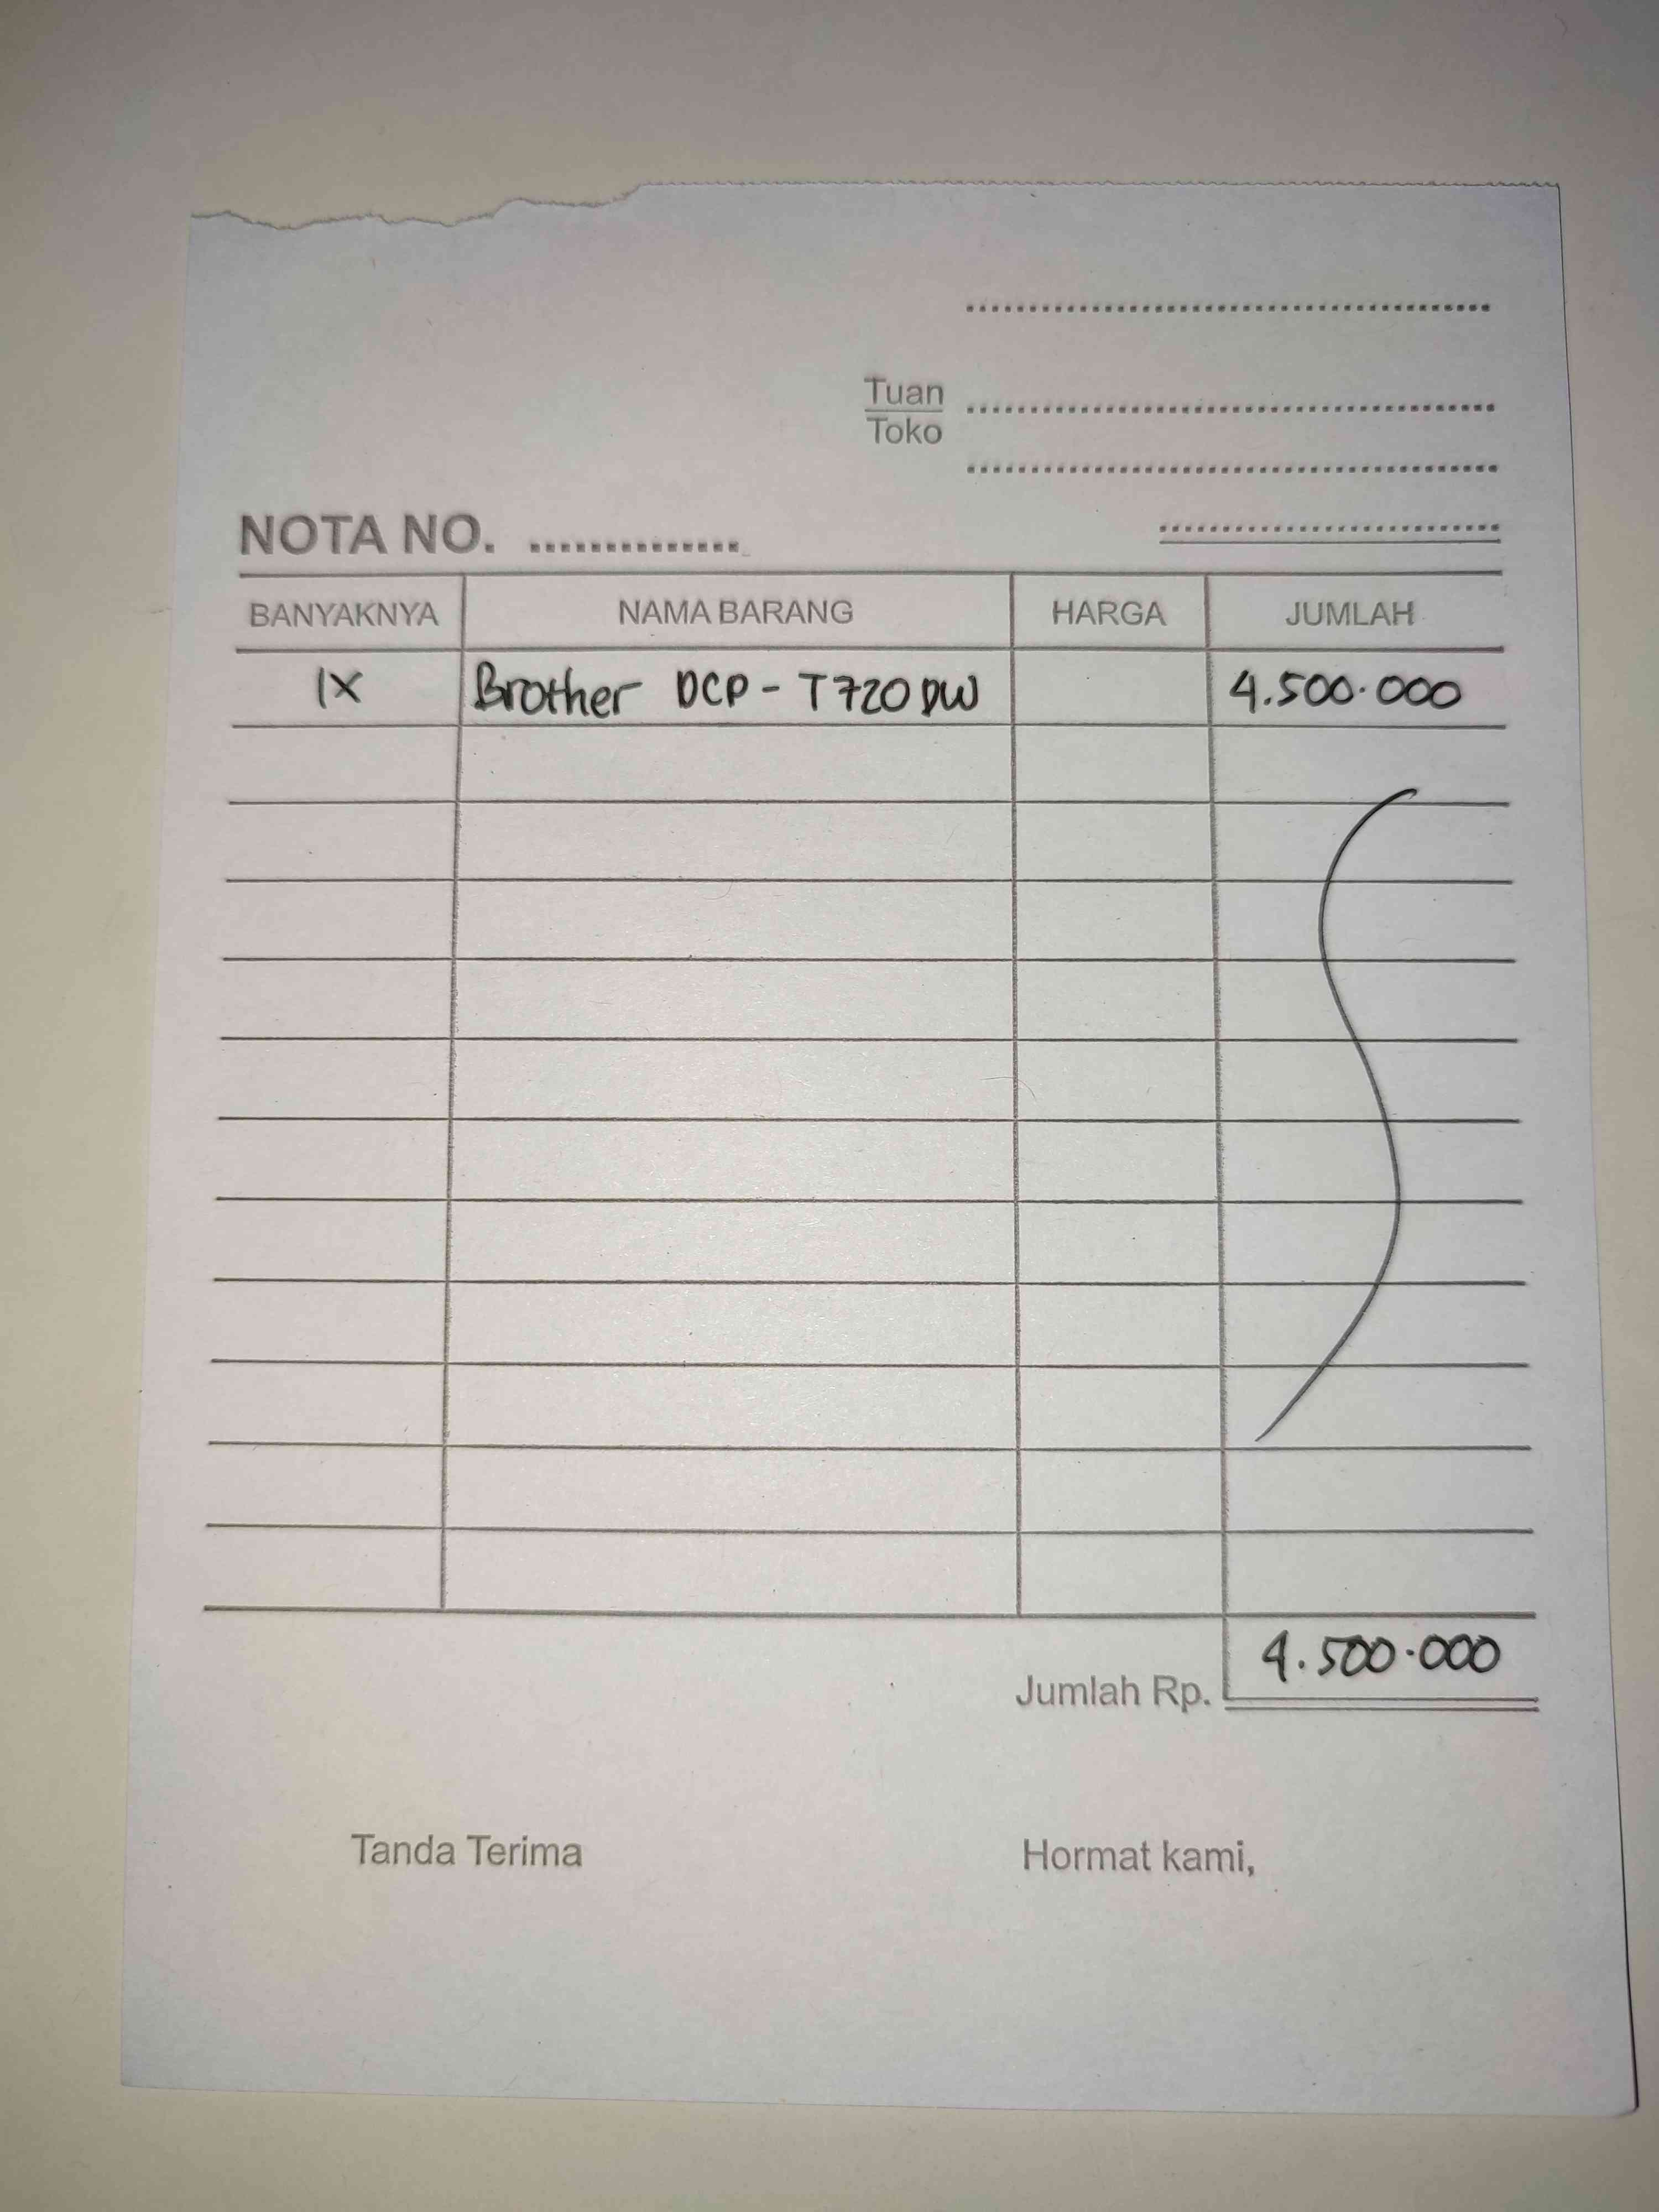 Tuan
Toko
NOTA NO. ..............
BANYAKNYA NAMA BARANG HARGA JUMLAH
1X Brother DCP - T720DW 4.500.000
Jumlah Rp. 4.500.000
Tanda Terima Hormat kami,